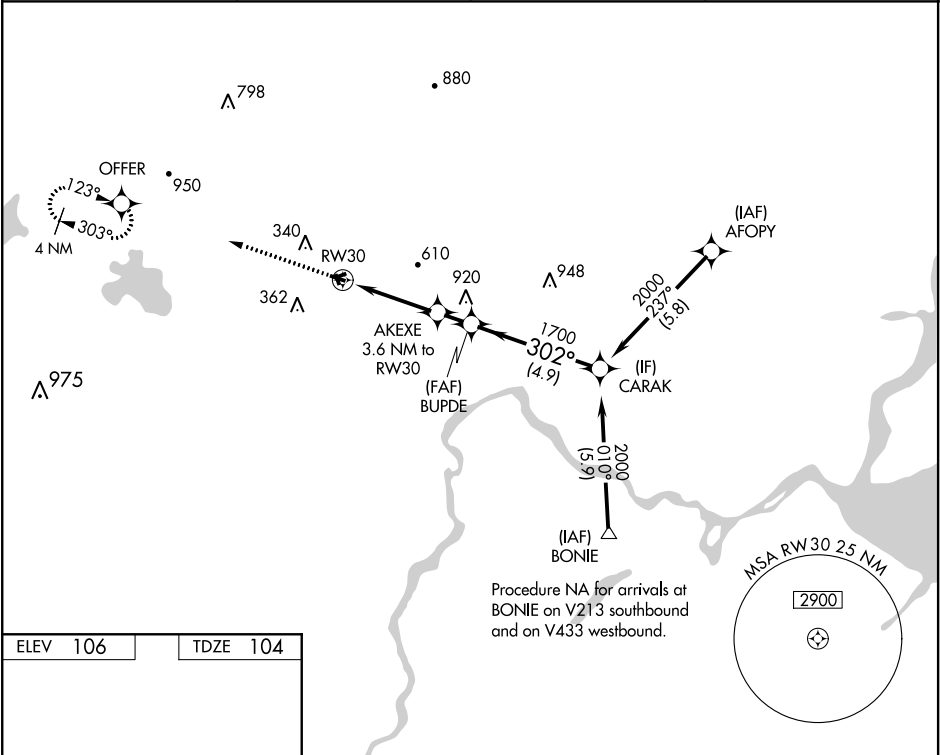 880
798
OFFER
950
123°
303°
4 NM
340
RW30
610
920
948
(IAF)
AFOPY
2000
237°
(5.8)
362
AKEXE
3.6 NM to
RW30
1700
302°
(4.9)
(IF)
CARAK
(FAF)
BUPDE
975
2000
010°
(5.9)
(IAF)
BONIE
Procedure NA for arrivals at
BONIE on V213 southbound
and on V433 westbound.
MSA RW30 25 NM
2900
ELEV 106
TDZE 104